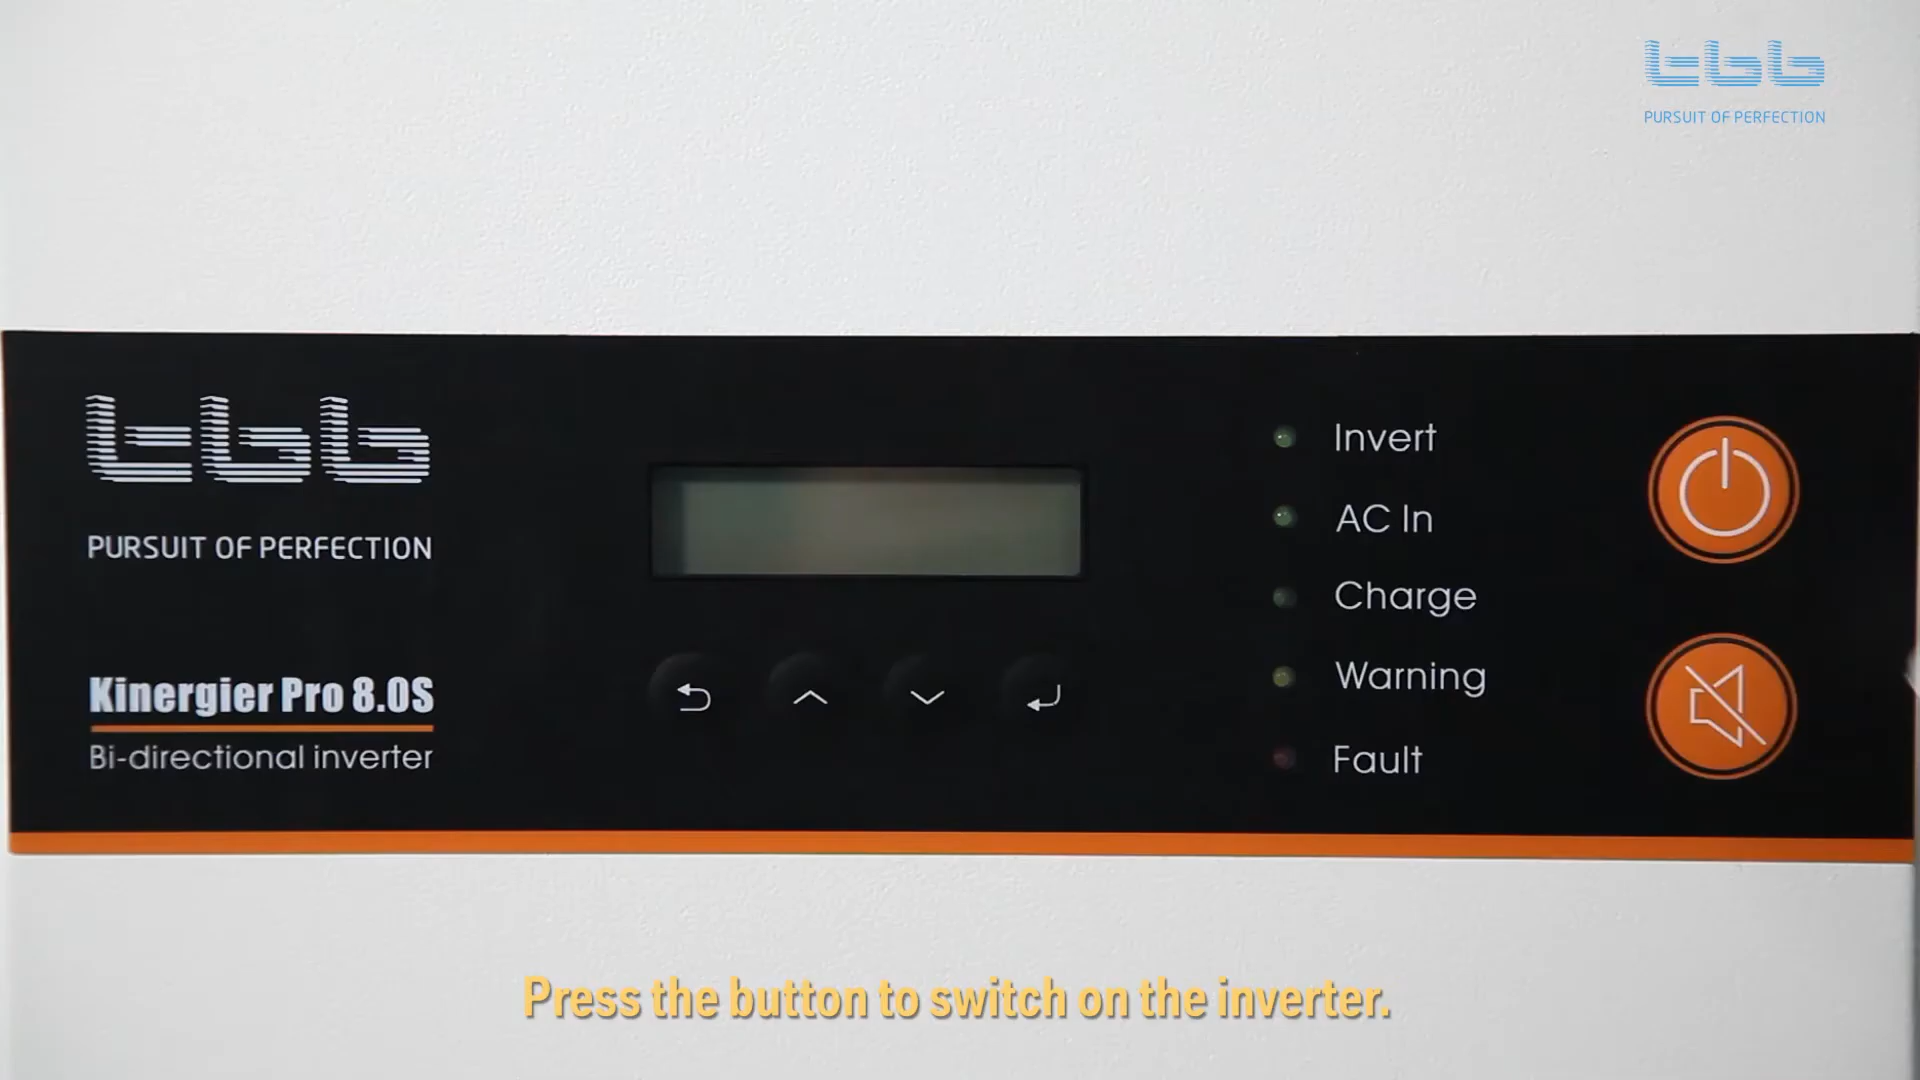 tbb
PURSUIT OF PERFECTION
tbb
PURSUIT OF PERFECTION
Kinergier Pro 8.0S
Bi-directional inverter
Invert
AC In
Charge
Warning
Fault
Press the button to switch on the inverter.